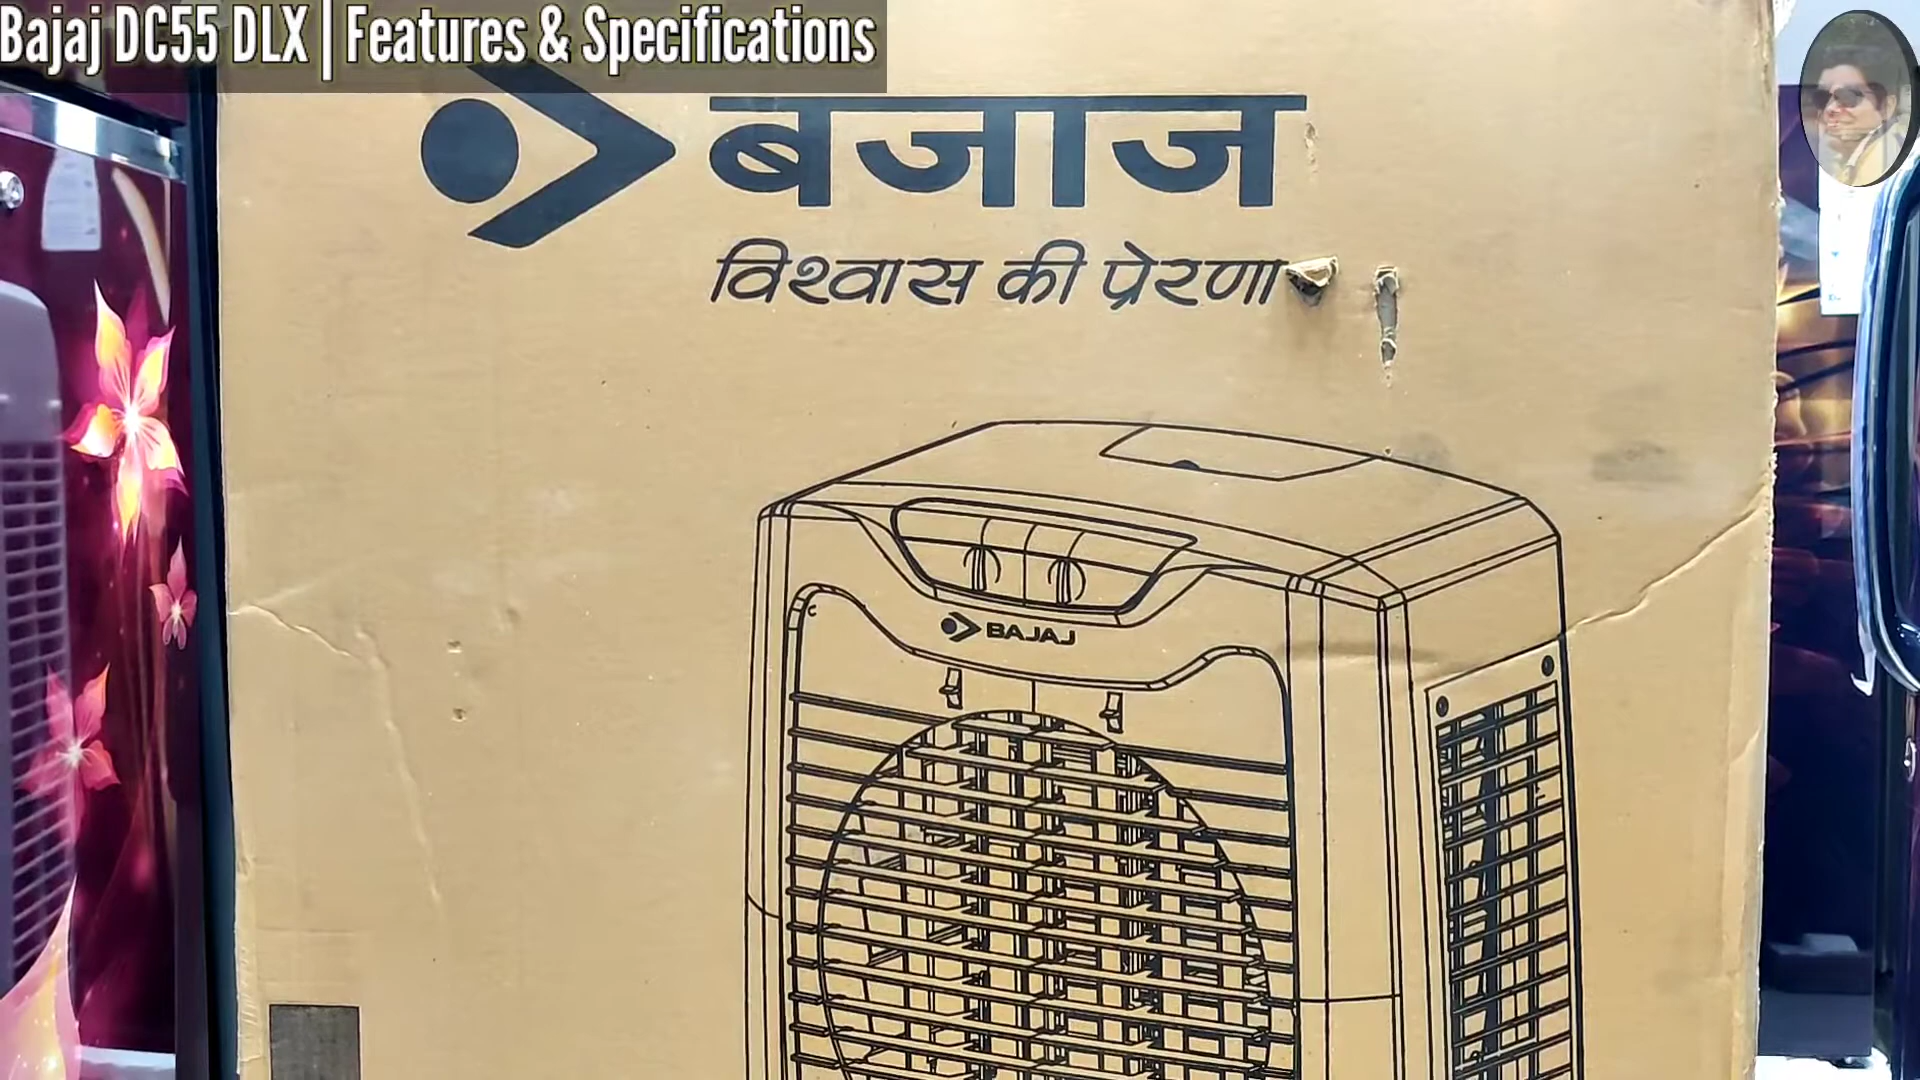 Bajaj DC55 DLX | Features & Specifications
बजाज
विश्वास की प्रेरणा
BAJAJ